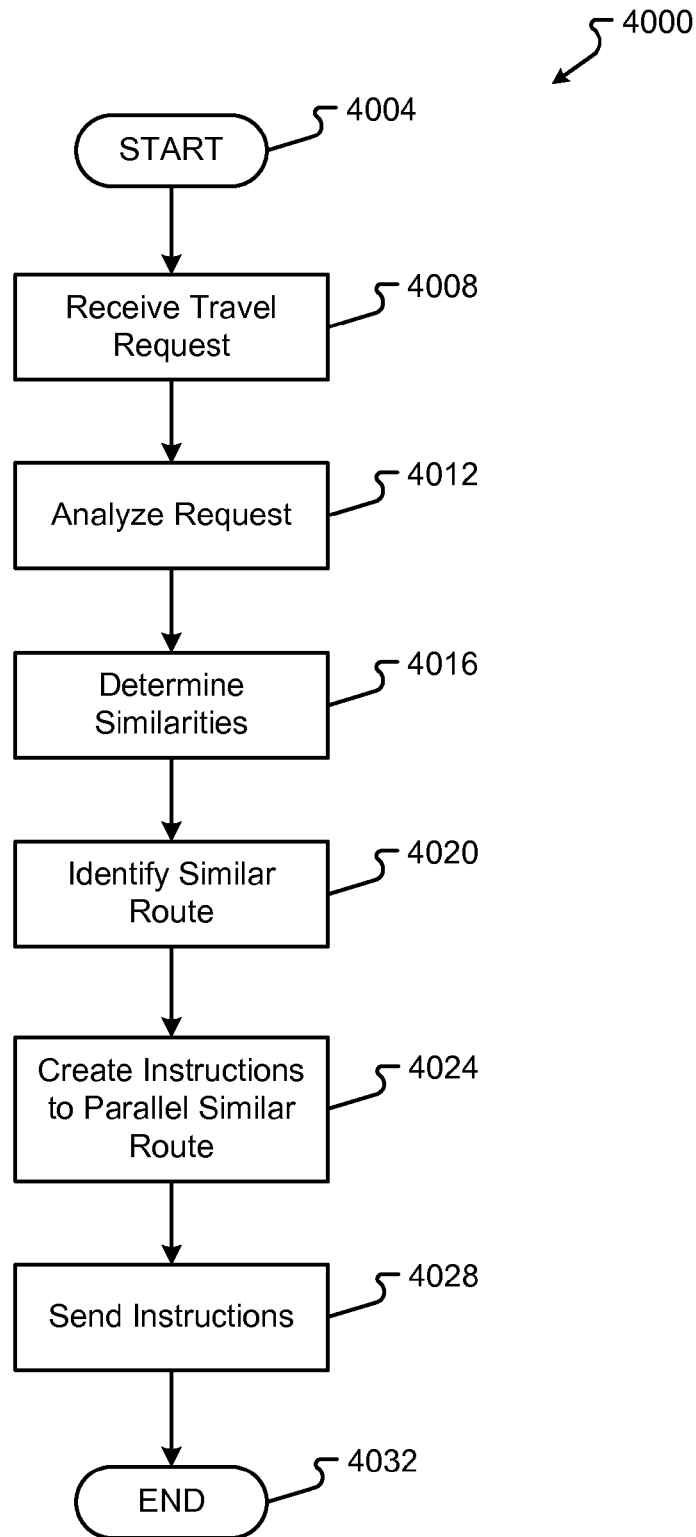 4000
START
4004
Receive Travel
Request
4008
Analyze Request
4012
Determine
Similarities
4016
Identify Similar
Route
4020
Create Instructions
to Parallel Similar
Route
4024
Send Instructions
4028
END
4032